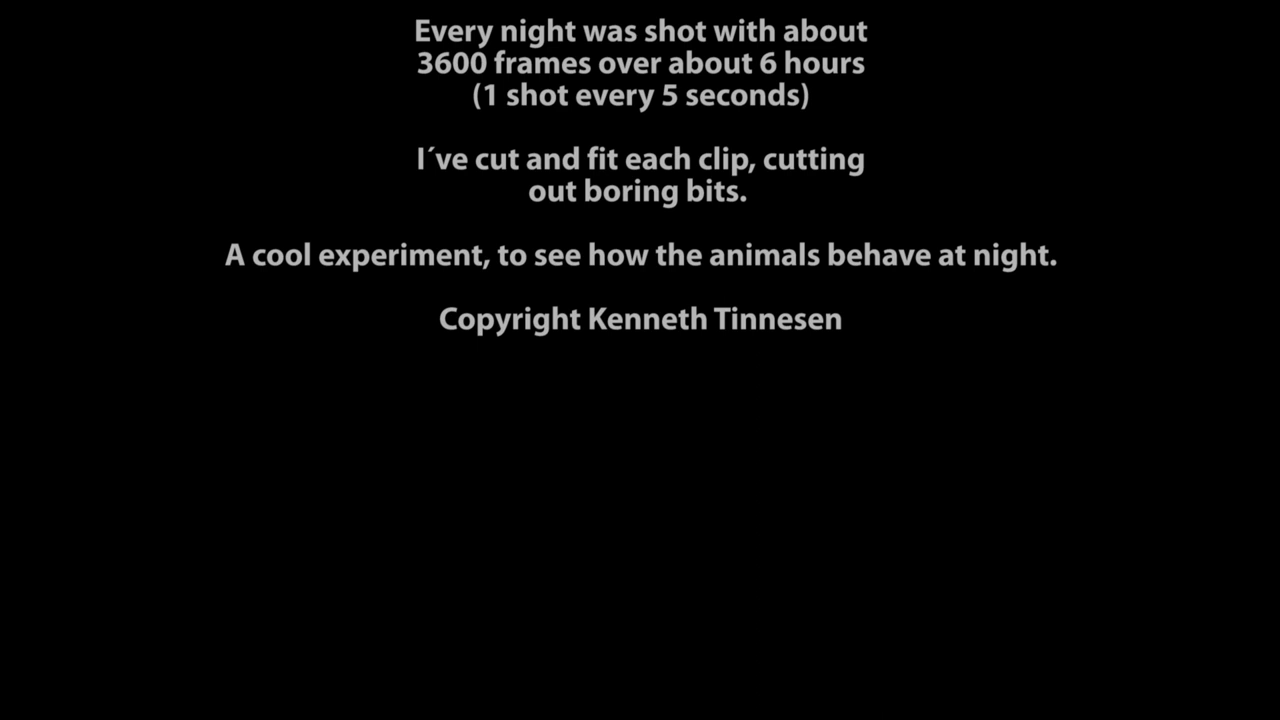 Every night was shot with about
3600 frames over about 6 hours
(1 shot every 5 seconds)
I´ve cut and fit each clip, cutting
out boring bits.
A cool experiment, to see how the animals behave at night.
Copyright Kenneth Tinnesen